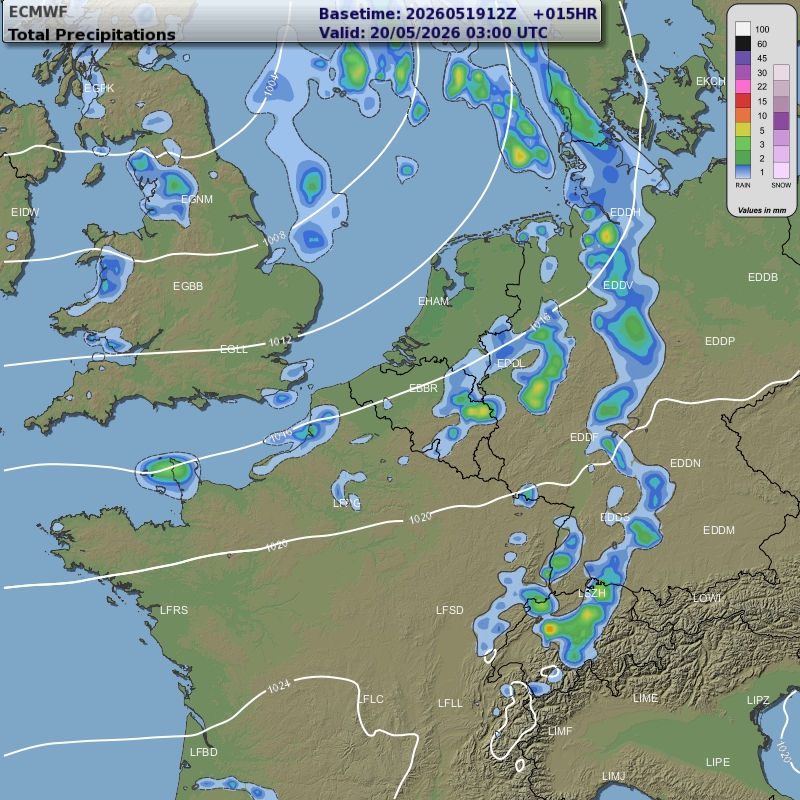 ECMWF
Basetime: 2026051912Z +015HR
Total Precipitations
Valid: 20/05/2026 03:00 UTC
100
60
45
30
22
15
10
5
3
2
1
RAIN SNOW
Values in mm
EGPK
EKCH
1004
EIDW
EGNM
EDDH
1008
EGBB
EDDV
EDDB
EHAM
1016
1012
EGLL
EDDP
EDDL
EBBR
1016
EDDF
EDDN
LFPG
1020
EDDS
EDDM
1020
LSZH
LOWI
LFRS
LFSD
1024
LFLC
LFLL
LIME
LIPZ
LIMF
1020
LFBD
LIPE
LIMJ